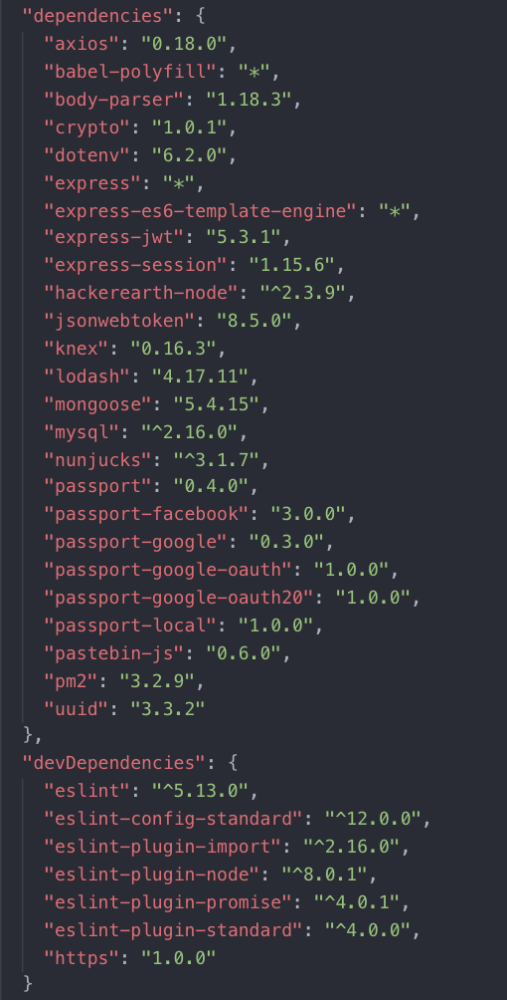 "dependencies": {
"axios": "0.18.0",
"babel-polyfill": "*",
"body-parser": "1.18.3",
"crypto": "1.0.1",
"dotenv": "6.2.0",
"express": "*",
"express-es6-template-engine": "*",
"express-jwt": "5.3.1",
"express-session": "1.15.6",
"hackerearth-node": "^2.3.9",
"jsonwebtoken": "8.5.0",
"knex": "0.16.3",
"lodash": "4.17.11",
"mongoose": "5.4.15",
"mysql": "^2.16.0",
"nunjucks": "^3.1.7",
"passport": "0.4.0",
"passport-facebook": "3.0.0",
"passport-google": "0.3.0",
"passport-google-oauth": "1.0.0",
"passport-google-oauth20": "1.0.0",
"passport-local": "1.0.0",
"pastebin-js": "0.6.0",
"pm2": "3.2.9",
"uuid": "3.3.2"
},
"devDependencies": {
"eslint": "^5.13.0",
"eslint-config-standard": "^12.0.0",
"eslint-plugin-import": "^2.16.0",
"eslint-plugin-node": "^8.0.1",
"eslint-plugin-promise": "^4.0.1",
"eslint-plugin-standard": "^4.0.0",
"https": "1.0.0"
}